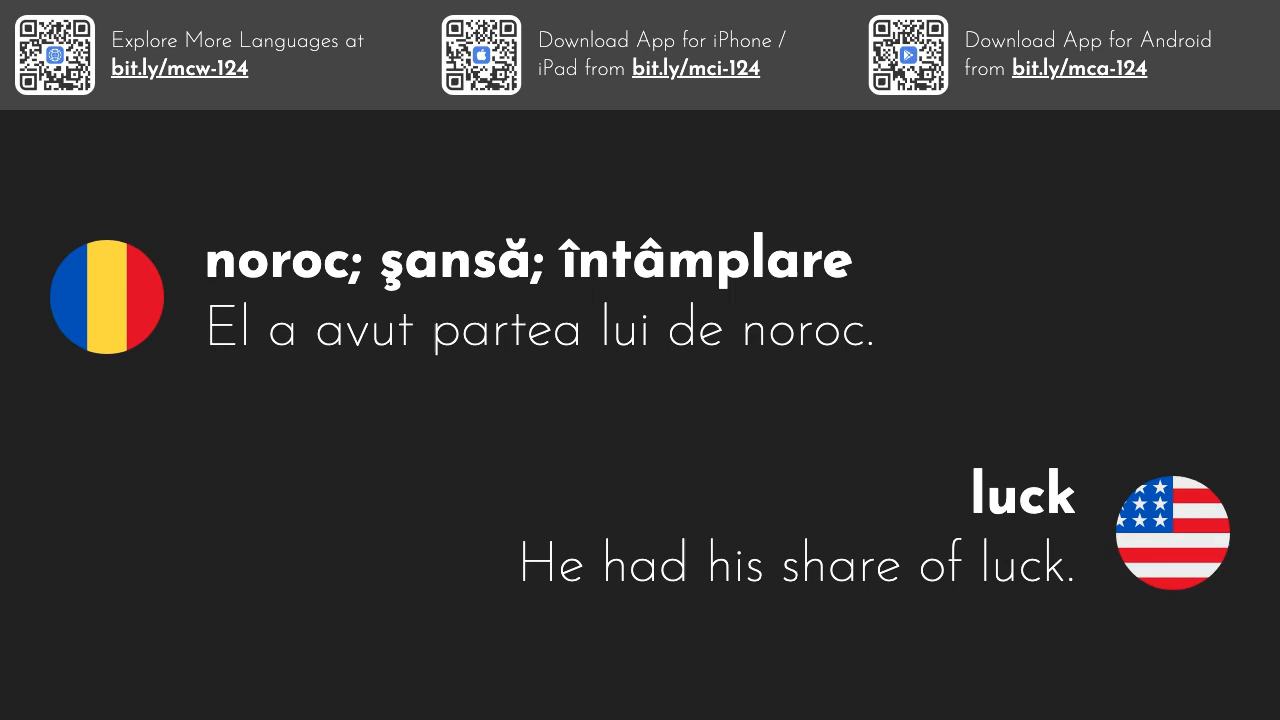 Explore More Languages at
bit.ly/mcw-124
Download App for iPhone /
iPad from bit.ly/mci-124
Download App for Android
from bit.ly/mca-124
noroc; şansă; întâmplare
El a avut partea lui de noroc.
luck
He had his share of luck.